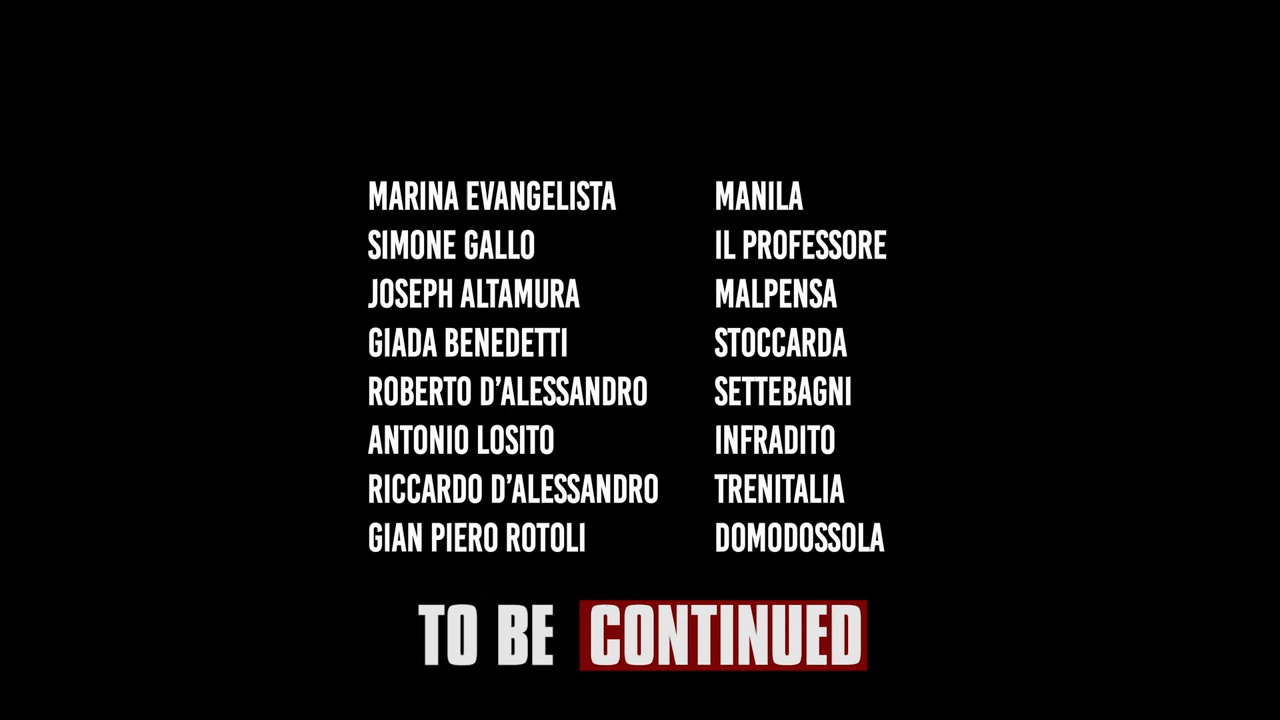 MARINA EVANGELISTA MANILA
SIMONE GALLO IL PROFESSORE
JOSEPH ALTAMURA MALPENSA
GIADA BENEDETTI STOCCARDA
ROBERTO D'ALESSANDRO SETTEBAGNI
ANTONIO LOSITO INFRADITO
RICCARDO D'ALESSANDRO TRENITALIA
GIAN PIERO ROTOLI DOMODOSSOLA
TO BE CONTINUED